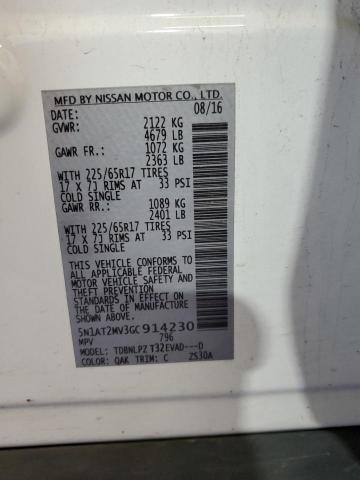 MFD BY NISSAN MOTOR CO., LTD.
DATE: 08/16
GVWR: 2122 KG
4679 LB
GAWR FR: 1072 KG
2363 LB
WITH 225/65R17 TIRES
17 X 7J RIMS AT 33 PSI
COLD SINGLE
GAWR RR.: 1089 KG
2401 LB
WITH 225/65R17 TIRES
17 X 7J RIMS AT 33 PSI
COLD SINGLE
THIS VEHICLE CONFORMS TO
ALL APPLICABLE FEDERAL
MOTOR VEHICLE SAFETY
STANDARDS IN EFFECT ON
THE DATE OF MANUFACTURE
SHOWN ABOVE.
5N1AT2MV3GC914230
MPV 796
MODEL: TDBNLPZ T32EVAD---D
COLOR: QAK TRIM: C ZS30A